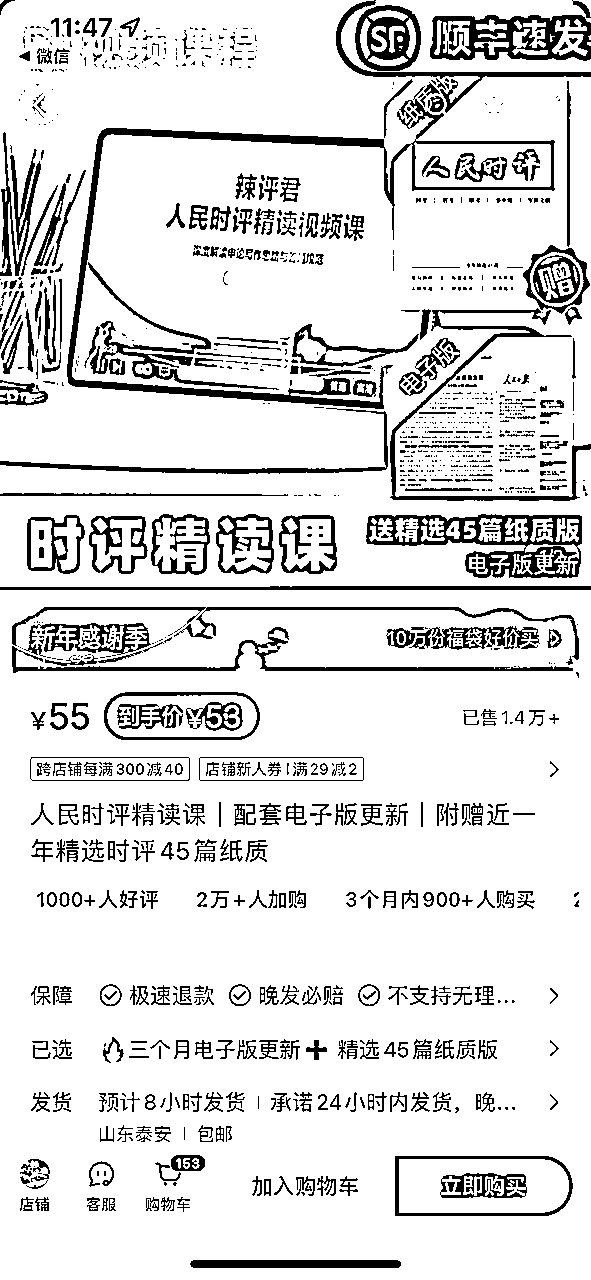 11:47
微信
视频课程
SF 顺丰速发
纸质版
人民时评
辣评君
人民时评精读视频课
赠
电子版
人民日报
时评精读课
送精选45篇纸质版
电子版更新
新年感谢季
10万份福袋好价买
¥55 到手价¥53
已售1.4万+
跨店铺每满300减40 店铺新人券|满29减2
人民时评精读课｜配套电子版更新｜附赠近一
年精选时评45篇纸质
1000+人好评 2万+人加购 3个月内900+人购买 2
保障 极速退款 晚发必赔 不支持无理...
已选 🔥三个月电子版更新➕ 精选45篇纸质版
发货 预计8小时发货 | 承诺24小时内发货，晚...
山东泰安 | 包邮
153
店铺 客服 购物车 加入购物车 立即购买